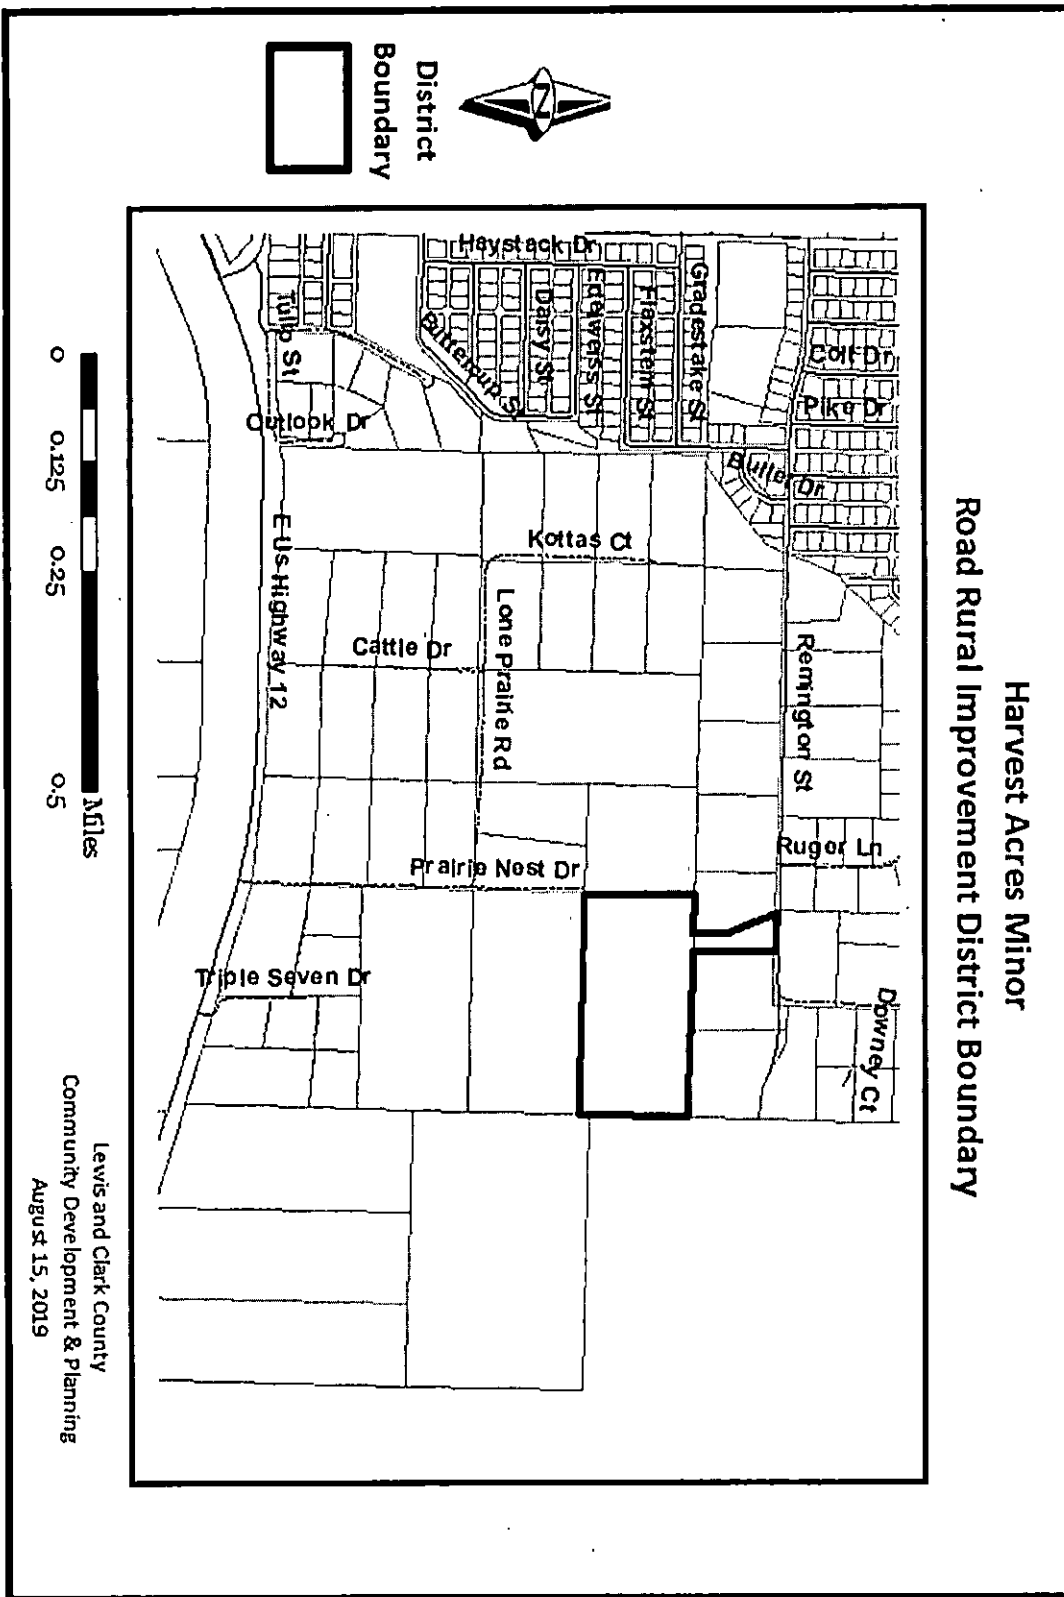 Harvest Acres Minor
Road Rural Improvement District Boundary
N
District
Boundary
Haystack Dr
Gradestake St
Flaxstem St
Edelweiss St
Daisy St
Buttercup St
Tulip St
Outlook Dr
Colt Dr
Pike Dr
Butler Dr
Kottas Ct
Lone Prairie Rd
Cattle Dr
E US Highway 12
Remington St
Ruger Ln
Prairie Nest Dr
Triple Seven Dr
Downey Ct
0 0.125 0.25 0.5
Miles
Lewis and Clark County
Community Development & Planning
August 15, 2019